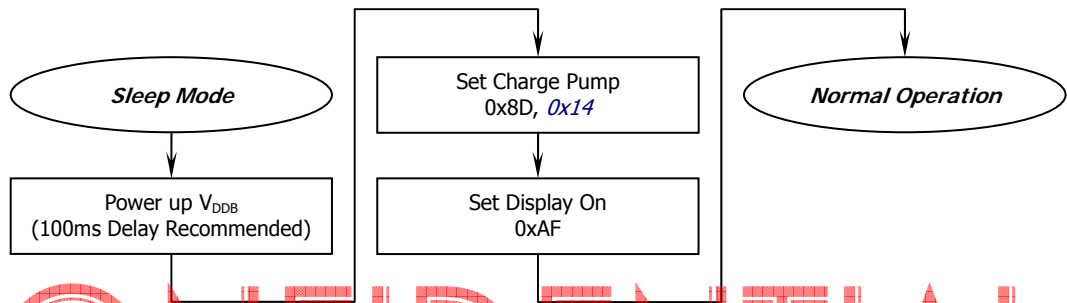 Sleep Mode
Power up VDDB
(100ms Delay Recommended)
Set Charge Pump
0x8D, 0x14
Set Display On
0xAF
Normal Operation